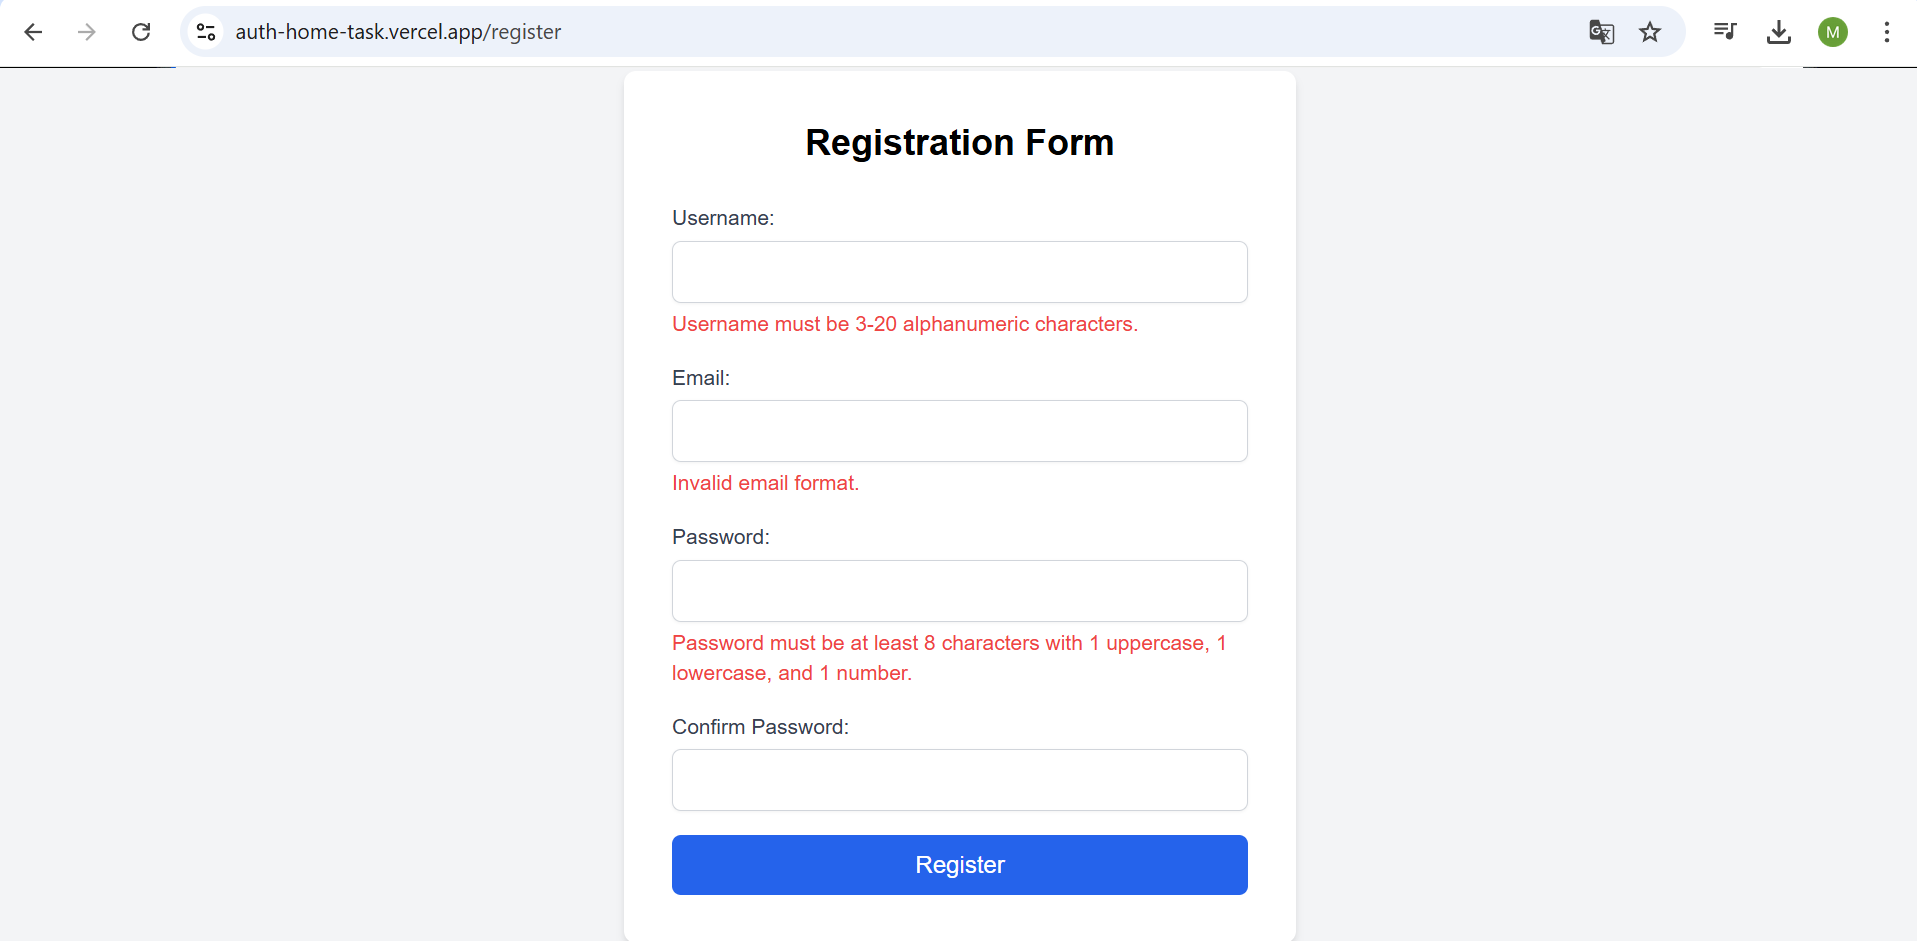 auth-home-task.vercel.app/register
M
Registration Form
Username:
Username must be 3-20 alphanumeric characters.
Email:
Invalid email format.
Password:
Password must be at least 8 characters with 1 uppercase, 1
lowercase, and 1 number.
Confirm Password:
Register